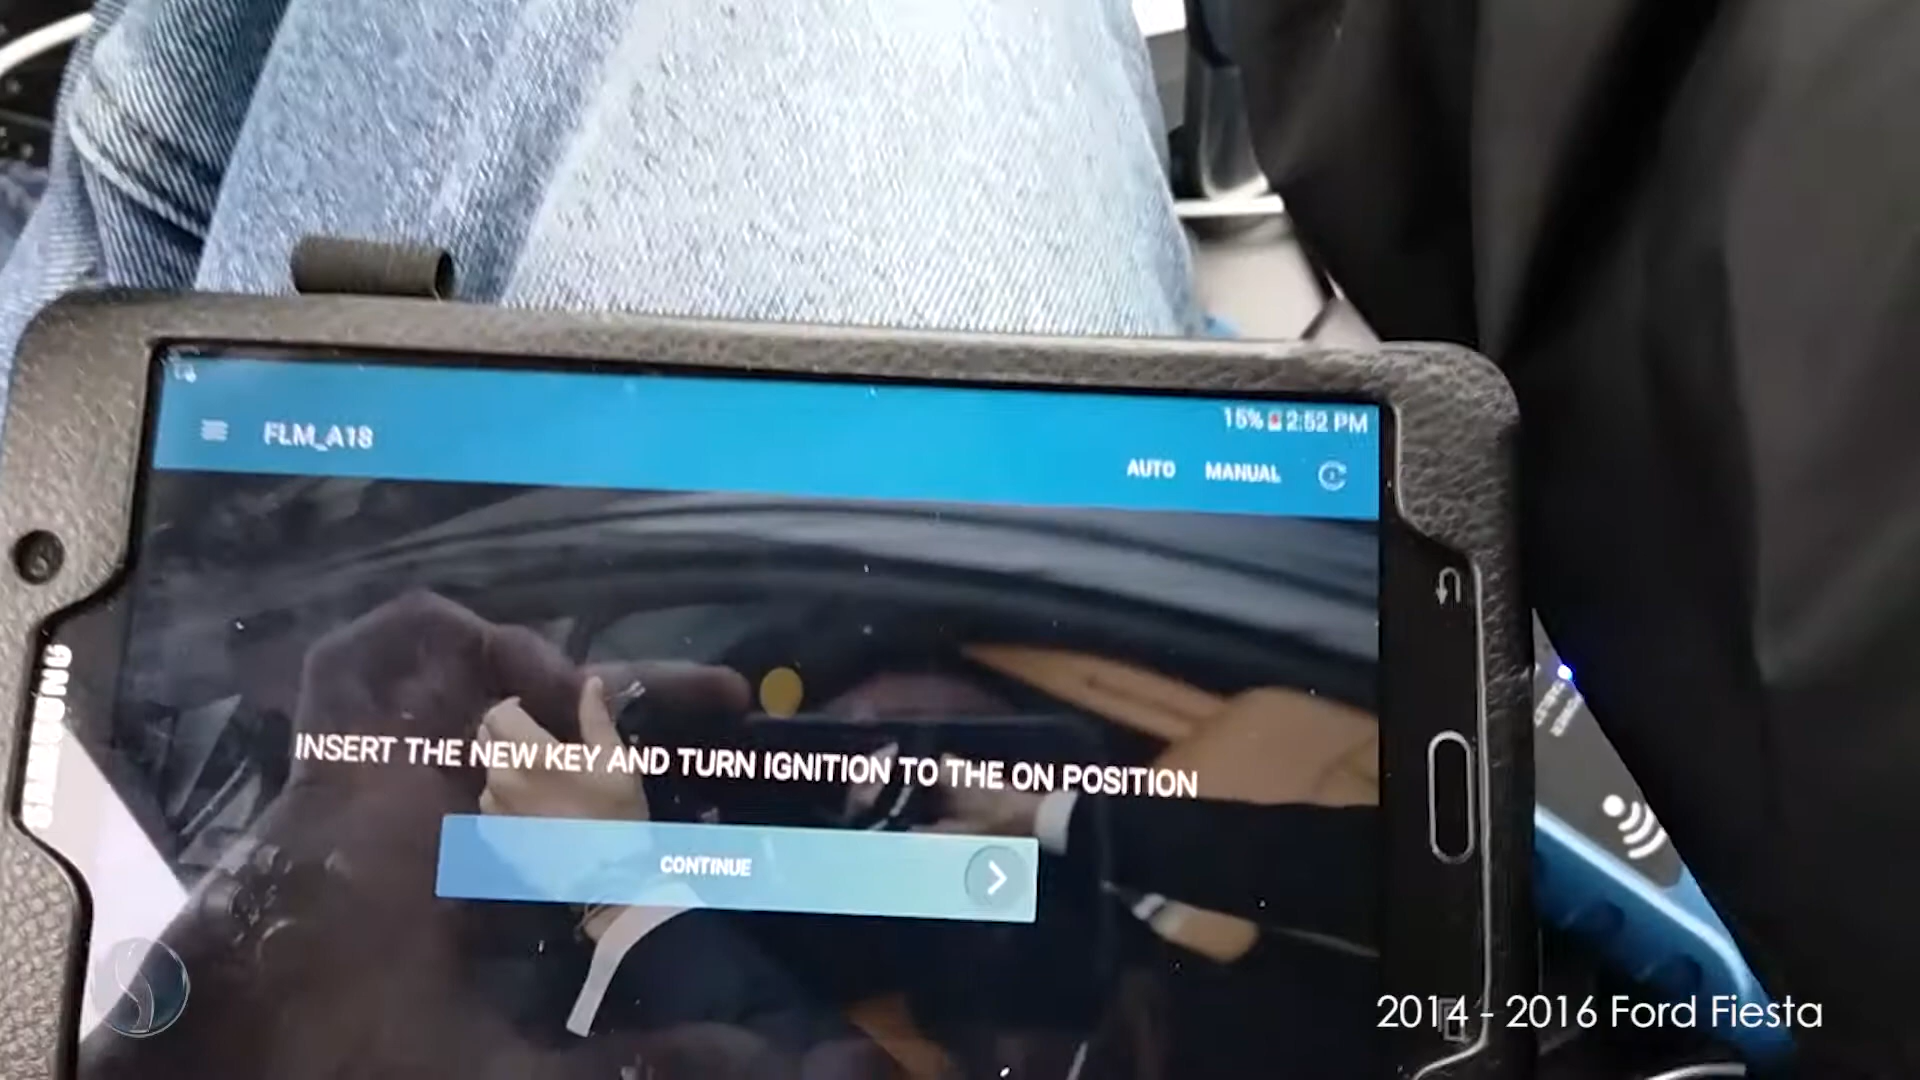 15% 2:52 PM
FLM_A18
AUTO MANUAL
SAMSUNG
INSERT THE NEW KEY AND TURN IGNITION TO THE ON POSITION
CONTINUE
2014 - 2016 Ford Fiesta